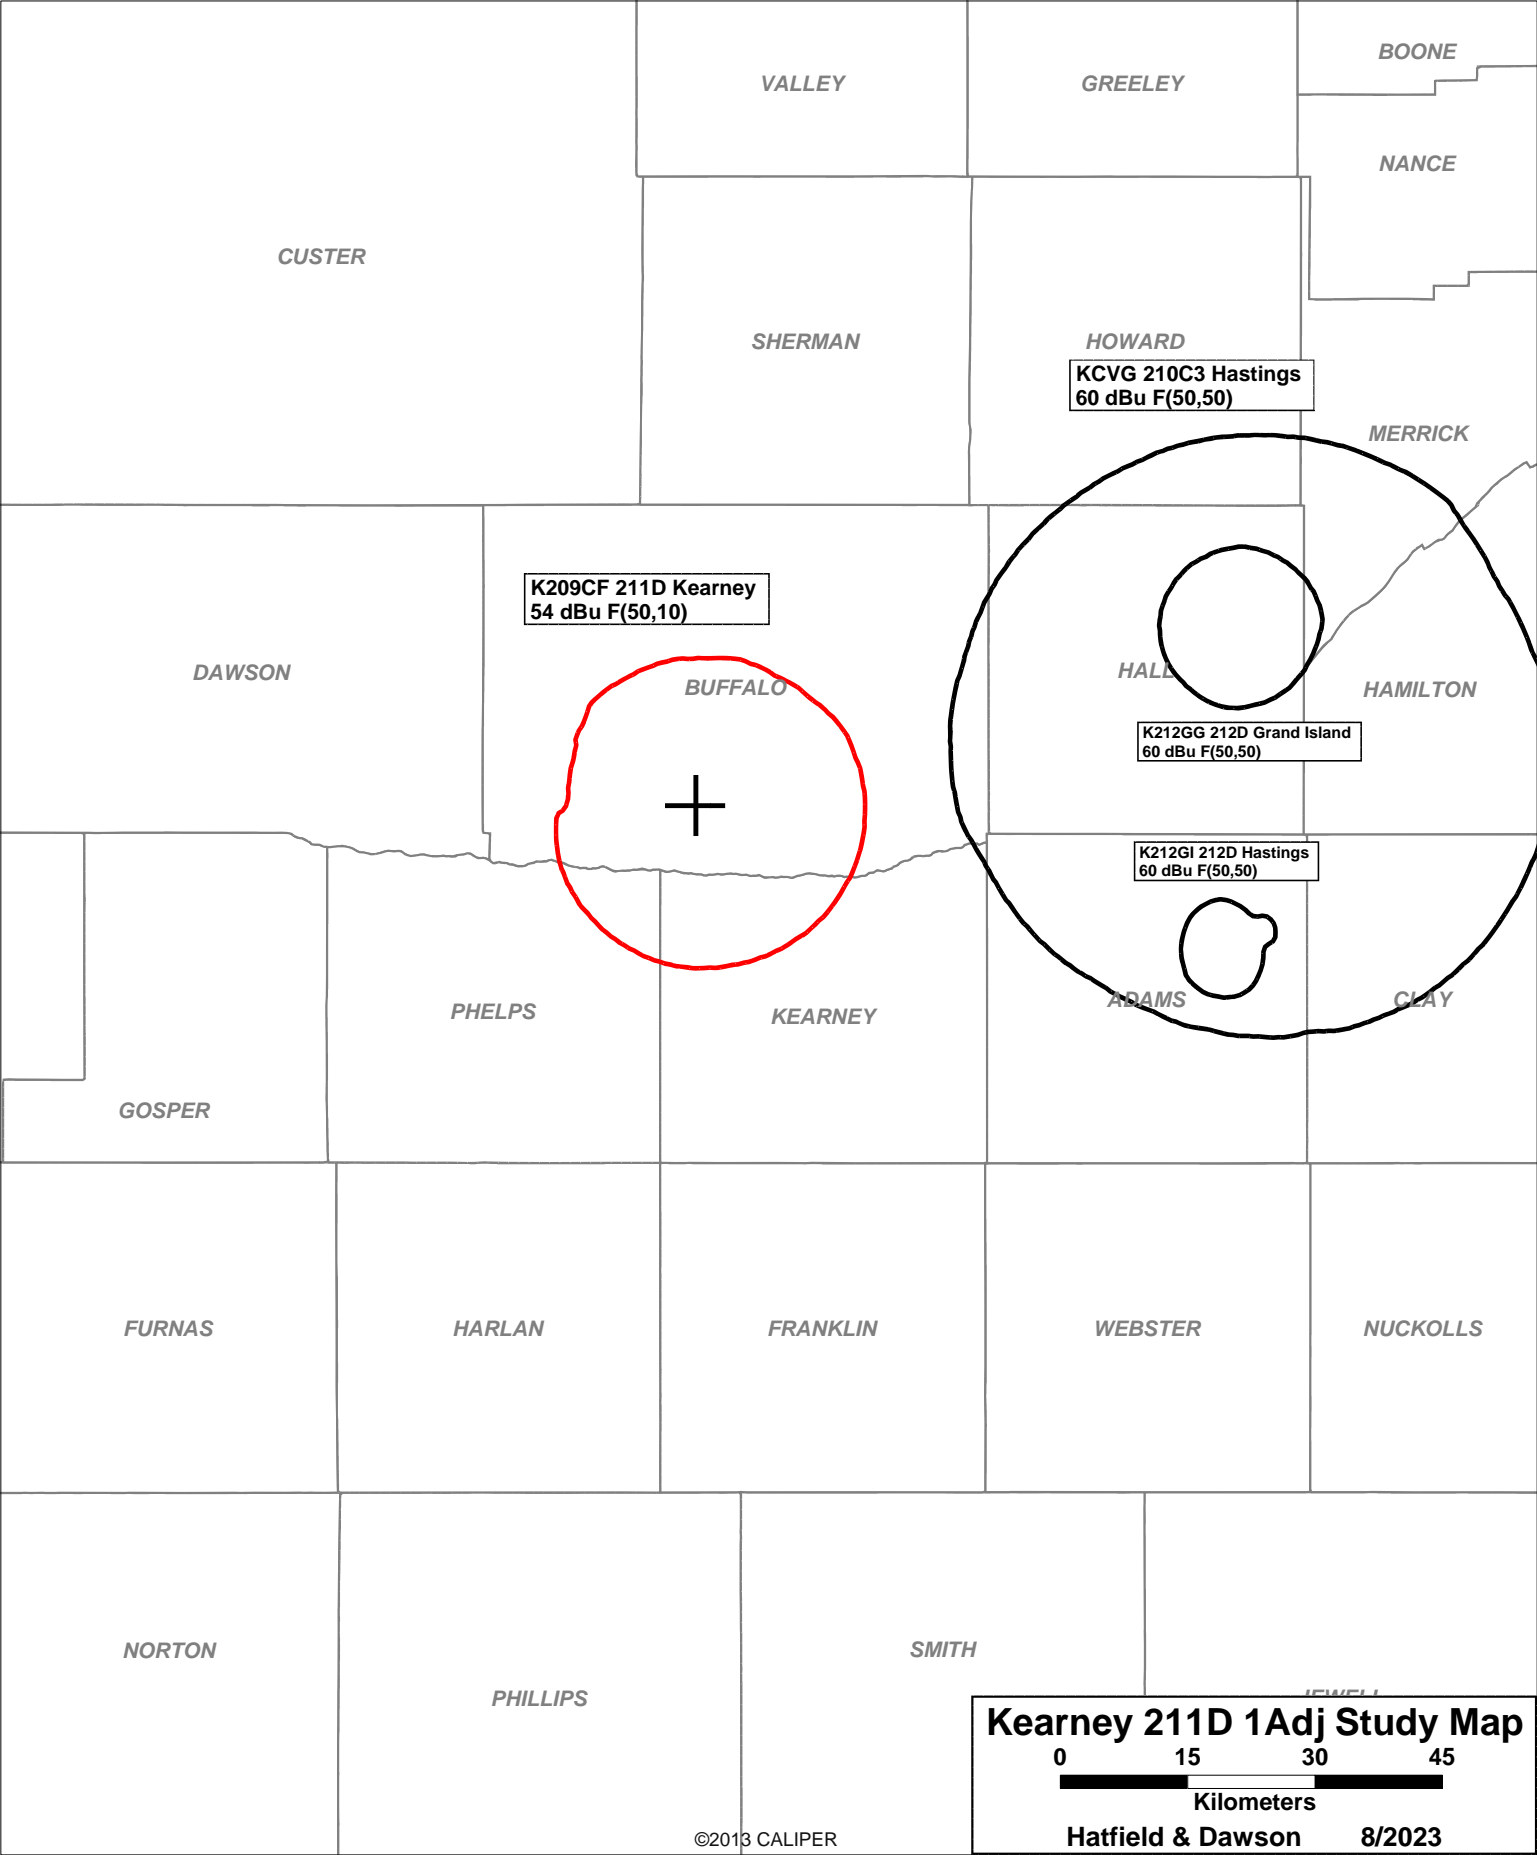 BOONE
VALLEY
GREELEY
NANCE
CUSTER
SHERMAN
HOWARD
KCVG 210C3 Hastings
60 dBu F(50,50)
MERRICK
K209CF 211D Kearney
54 dBu F(50,10)
DAWSON
BUFFALO
HALL
HAMILTON
K212GG 212D Grand Island
60 dBu F(50,50)
K212GI 212D Hastings
60 dBu F(50,50)
PHELPS
KEARNEY
ADAMS
CLAY
GOSPER
FURNAS
HARLAN
FRANKLIN
WEBSTER
NUCKOLLS
NORTON
PHILLIPS
SMITH
JEWELL
Kearney 211D 1Adj Study Map
0 15 30 45
Kilometers
Hatfield & Dawson 8/2023
©2013 CALIPER